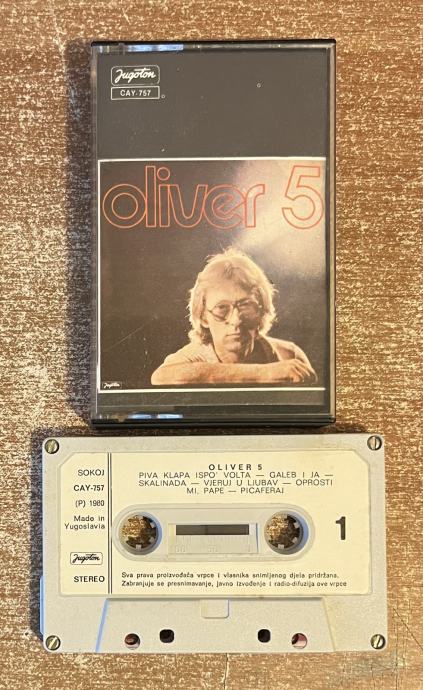 Jugoton
CAY-757
oliver 5
Jugoton
OLIVER 5
PIVA KLAPA ISPO' VOLTA — GALEB I JA —
SKALINADA — VJERUJ U LJUBAV — OPROSTI
MI, PAPE — PICAFERAJ
SOKOJ
CAY-757
(P) 1980
Made in
Yugoslavia
Jugoton
STEREO
1
Sva prava proizvođača vrpce i vlasnika snimljenog djela pridržana.
Zabranjuje se presnimavanje, javno izvođenje i radio-difuzija ove vrpce